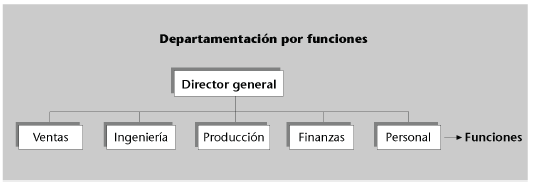 Departamentación por funciones
Director general
Ventas
Ingeniería
Producción
Finanzas
Personal
Funciones